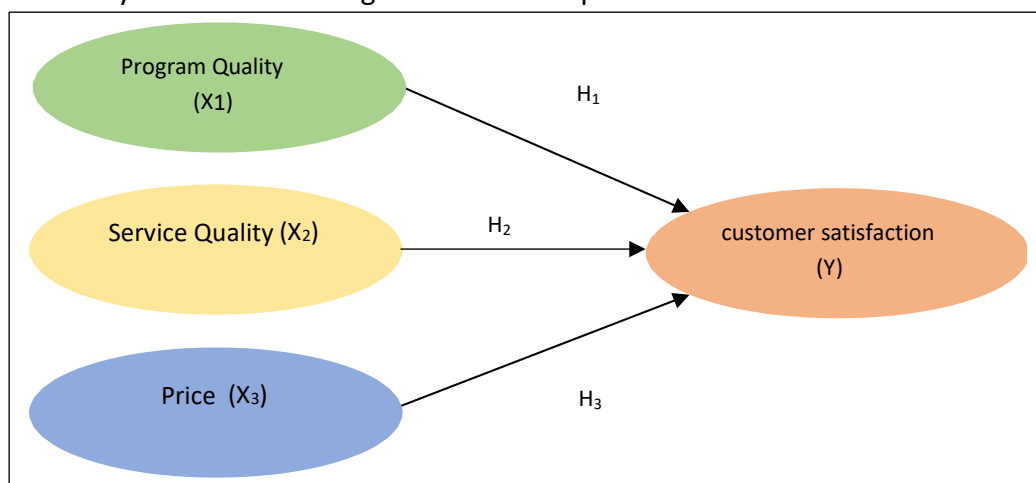 Program Quality
(X1)
H₁
Service Quality (X₂)
H₂
customer satisfaction
(Y)
Price (X₃)
H₃